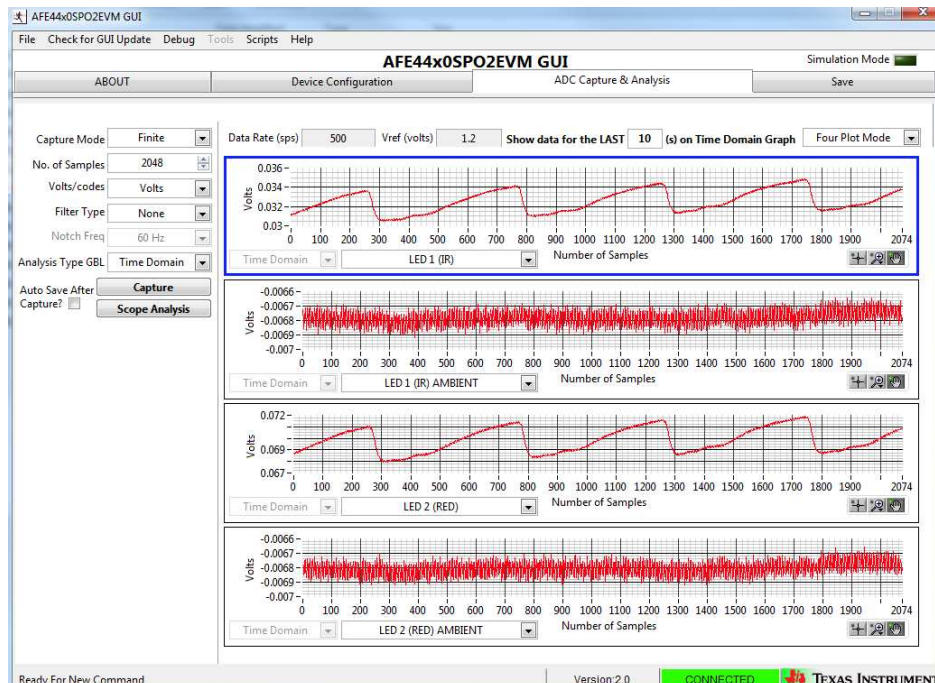 AFE44x0SPO2EVM GUI
File Check for GUI Update Debug Tools Scripts Help
AFE44x0SPO2EVM GUI
Simulation Mode
ABOUT Device Configuration ADC Capture & Analysis Save
Capture Mode Finite
No. of Samples 2048
Volts/codes Volts
Filter Type None
Notch Freq 60 Hz
Analysis Type GBL Time Domain
Auto Save After Capture?
Capture
Scope Analysis
Data Rate (sps) 500 Vref (volts) 1.2 Show data for the LAST 10 (s) on Time Domain Graph Four Plot Mode
Volts
0.036
0.034
0.032
0.03
0 100 200 300 400 500 600 700 800 900 1000 1100 1200 1300 1400 1500 1600 1700 1800 1900 2074
Time Domain LED 1 (IR) Number of Samples
Volts
-0.0066
-0.0067
-0.0068
-0.0069
-0.007
0 100 200 300 400 500 600 700 800 900 1000 1100 1200 1300 1400 1500 1600 1700 1800 1900 2074
Time Domain LED 1 (IR) AMBIENT Number of Samples
Volts
0.072
0.069
0.067
0 100 200 300 400 500 600 700 800 900 1000 1100 1200 1300 1400 1500 1600 1700 1800 1900 2074
Time Domain LED 2 (RED) Number of Samples
Volts
-0.0066
-0.0067
-0.0068
-0.0069
-0.007
0 100 200 300 400 500 600 700 800 900 1000 1100 1200 1300 1400 1500 1600 1700 1800 1900 2074
Time Domain LED 2 (RED) AMBIENT Number of Samples
Ready For New Command Version:2.0 CONNECTED TEXAS INSTRUMENT